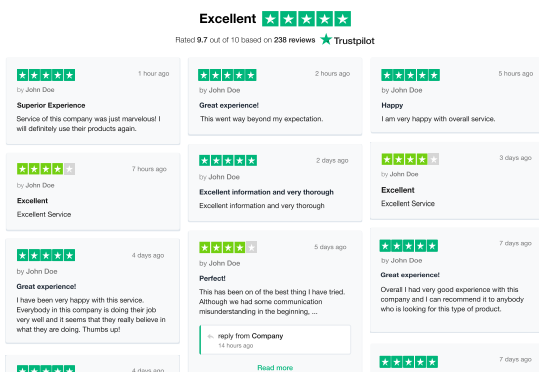 Excellent
Rated 9.7 out of 10 based on 238 reviews Trustpilot
1 hour ago
by John Doe
Superior Experience
Service of this company was just marvelous! I
will definitely use their products again.
7 hours ago
by John Doe
Excellent
Excellent Service
4 days ago
by John Doe
Great experience!
I have been very happy with this service.
Everybody in this company is doing their job
very well and it seems that they really believe in
what they are doing. Thumbs up!
4 days ago
2 hours ago
by John Doe
Great experience!
This went way beyond my expectation.
2 days ago
by John Doe
Excellent information and very thorough
Excellent information and very thorough
5 days ago
by John Doe
Perfect!
This has been on of the best thing I have tried.
Although we had some communication
misunderstanding in the beginning, ...
reply from Company
14 hours ago
Read more
5 hours ago
by John Doe
Happy
I am very happy with overall service.
3 days ago
by John Doe
Excellent
Excellent Service
7 days ago
by John Doe
Great experience!
Overall I had very good experience with this
company and I can recommend it to anybody
who is looking for this type of product.
7 days ago